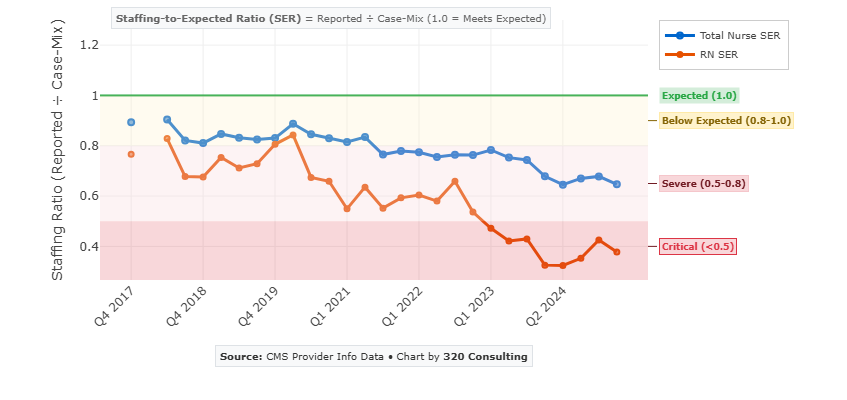 Staffing-to-Expected Ratio (SER) = Reported ÷ Case-Mix (1.0 = Meets Expected)
Staffing Ratio (Reported ÷ Case-Mix)
1.2
1
0.8
0.6
0.4
Q4 2017
Q4 2018
Q4 2019
Q1 2021
Q1 2022
Q1 2023
Q2 2024
Total Nurse SER
RN SER
Expected (1.0)
Below Expected (0.8–1.0)
Severe (0.5–0.8)
Critical (<0.5)
Source: CMS Provider Info Data • Chart by 320 Consulting